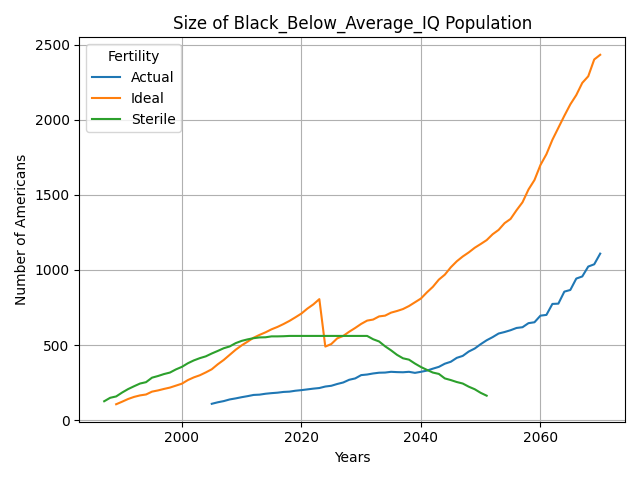 Size of Black_Below_Average_IQ Population
Fertility
Actual
Ideal
Sterile
Number of Americans
2500
2000
1500
1000
500
0
2000
2020
2040
2060
Years